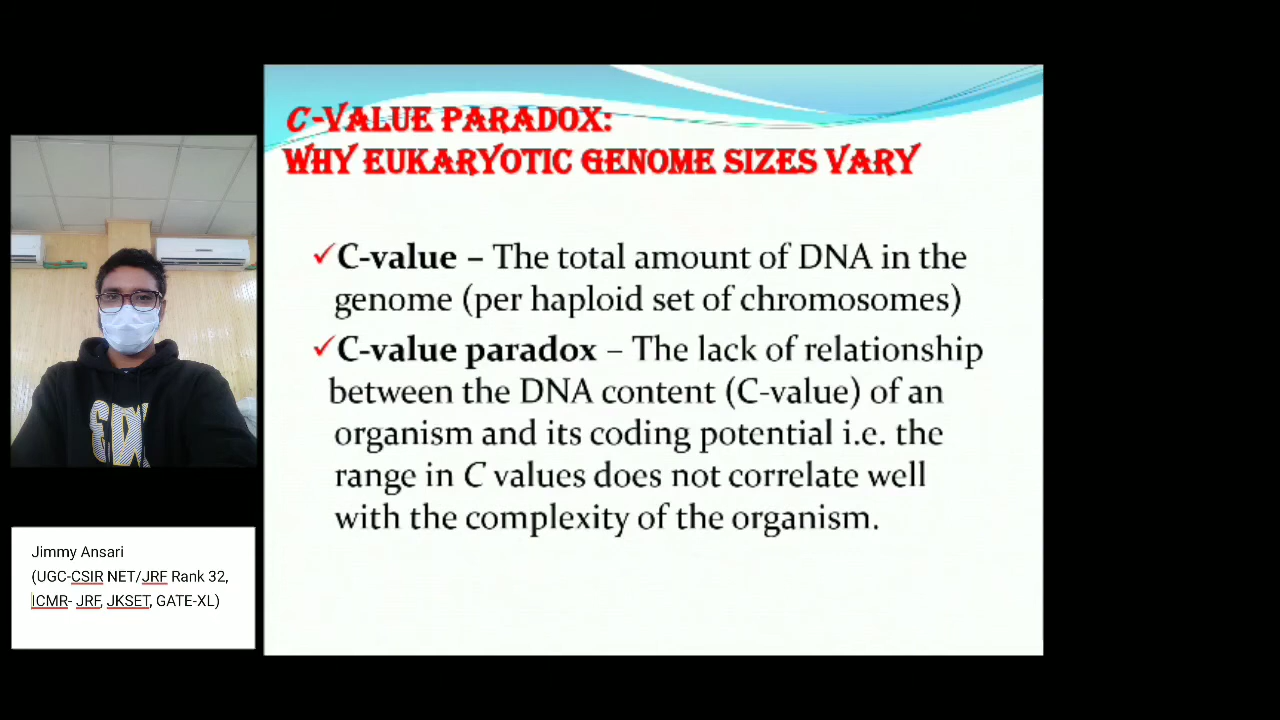 C-VALUE PARADOX:
WHY EUKARYOTIC GENOME SIZES VARY
✓C-value – The total amount of DNA in the
genome (per haploid set of chromosomes)
✓C-value paradox – The lack of relationship
between the DNA content (C-value) of an
organism and its coding potential i.e. the
range in C values does not correlate well
with the complexity of the organism.
Jimmy Ansari
(UGC-CSIR NET/JRF Rank 32,
ICMR- JRF, JKSET, GATE-XL)